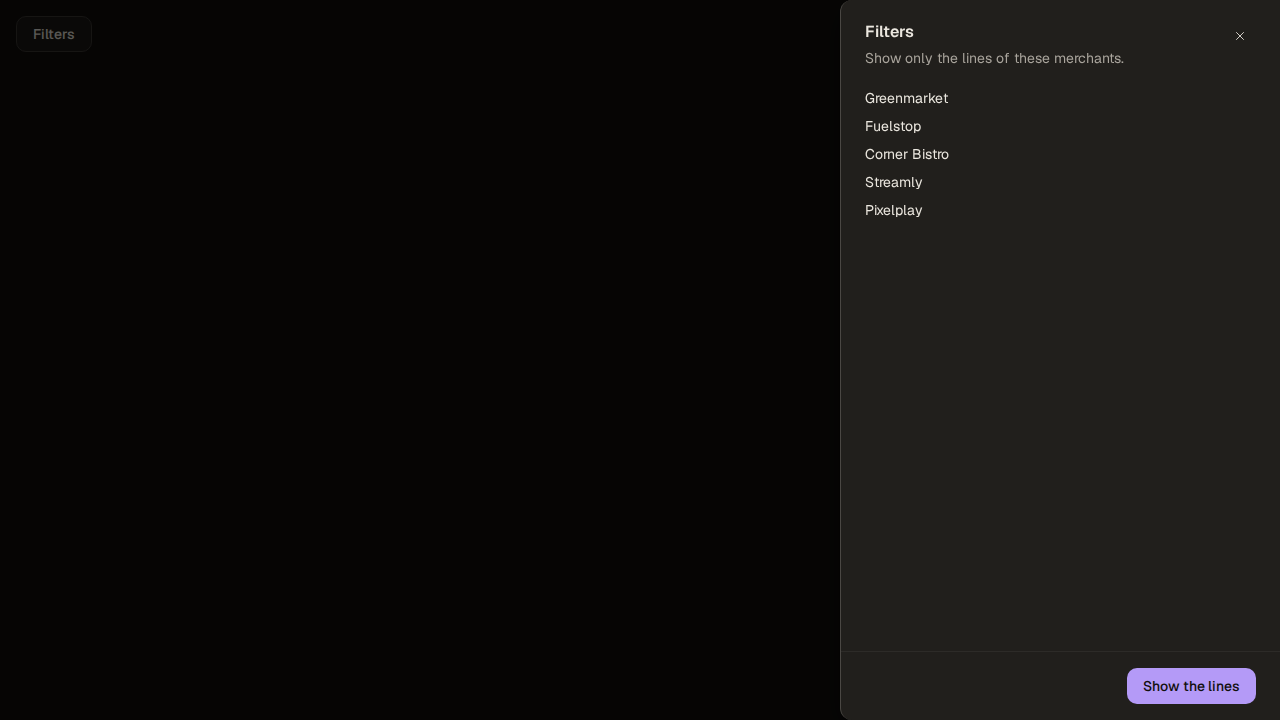 Filters
Filters
Show only the lines of these merchants.
Greenmarket
Fuelstop
Corner Bistro
Streamly
Pixelplay
Show the lines